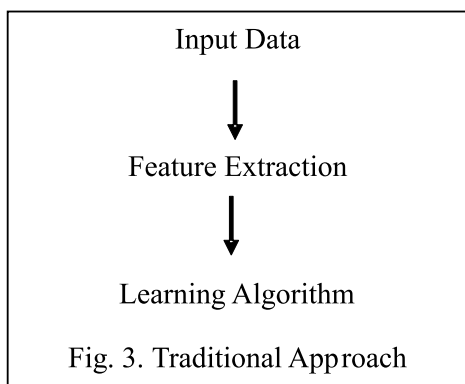 Input Data
Feature Extraction
Learning Algorithm
Fig. 3. Traditional Approach